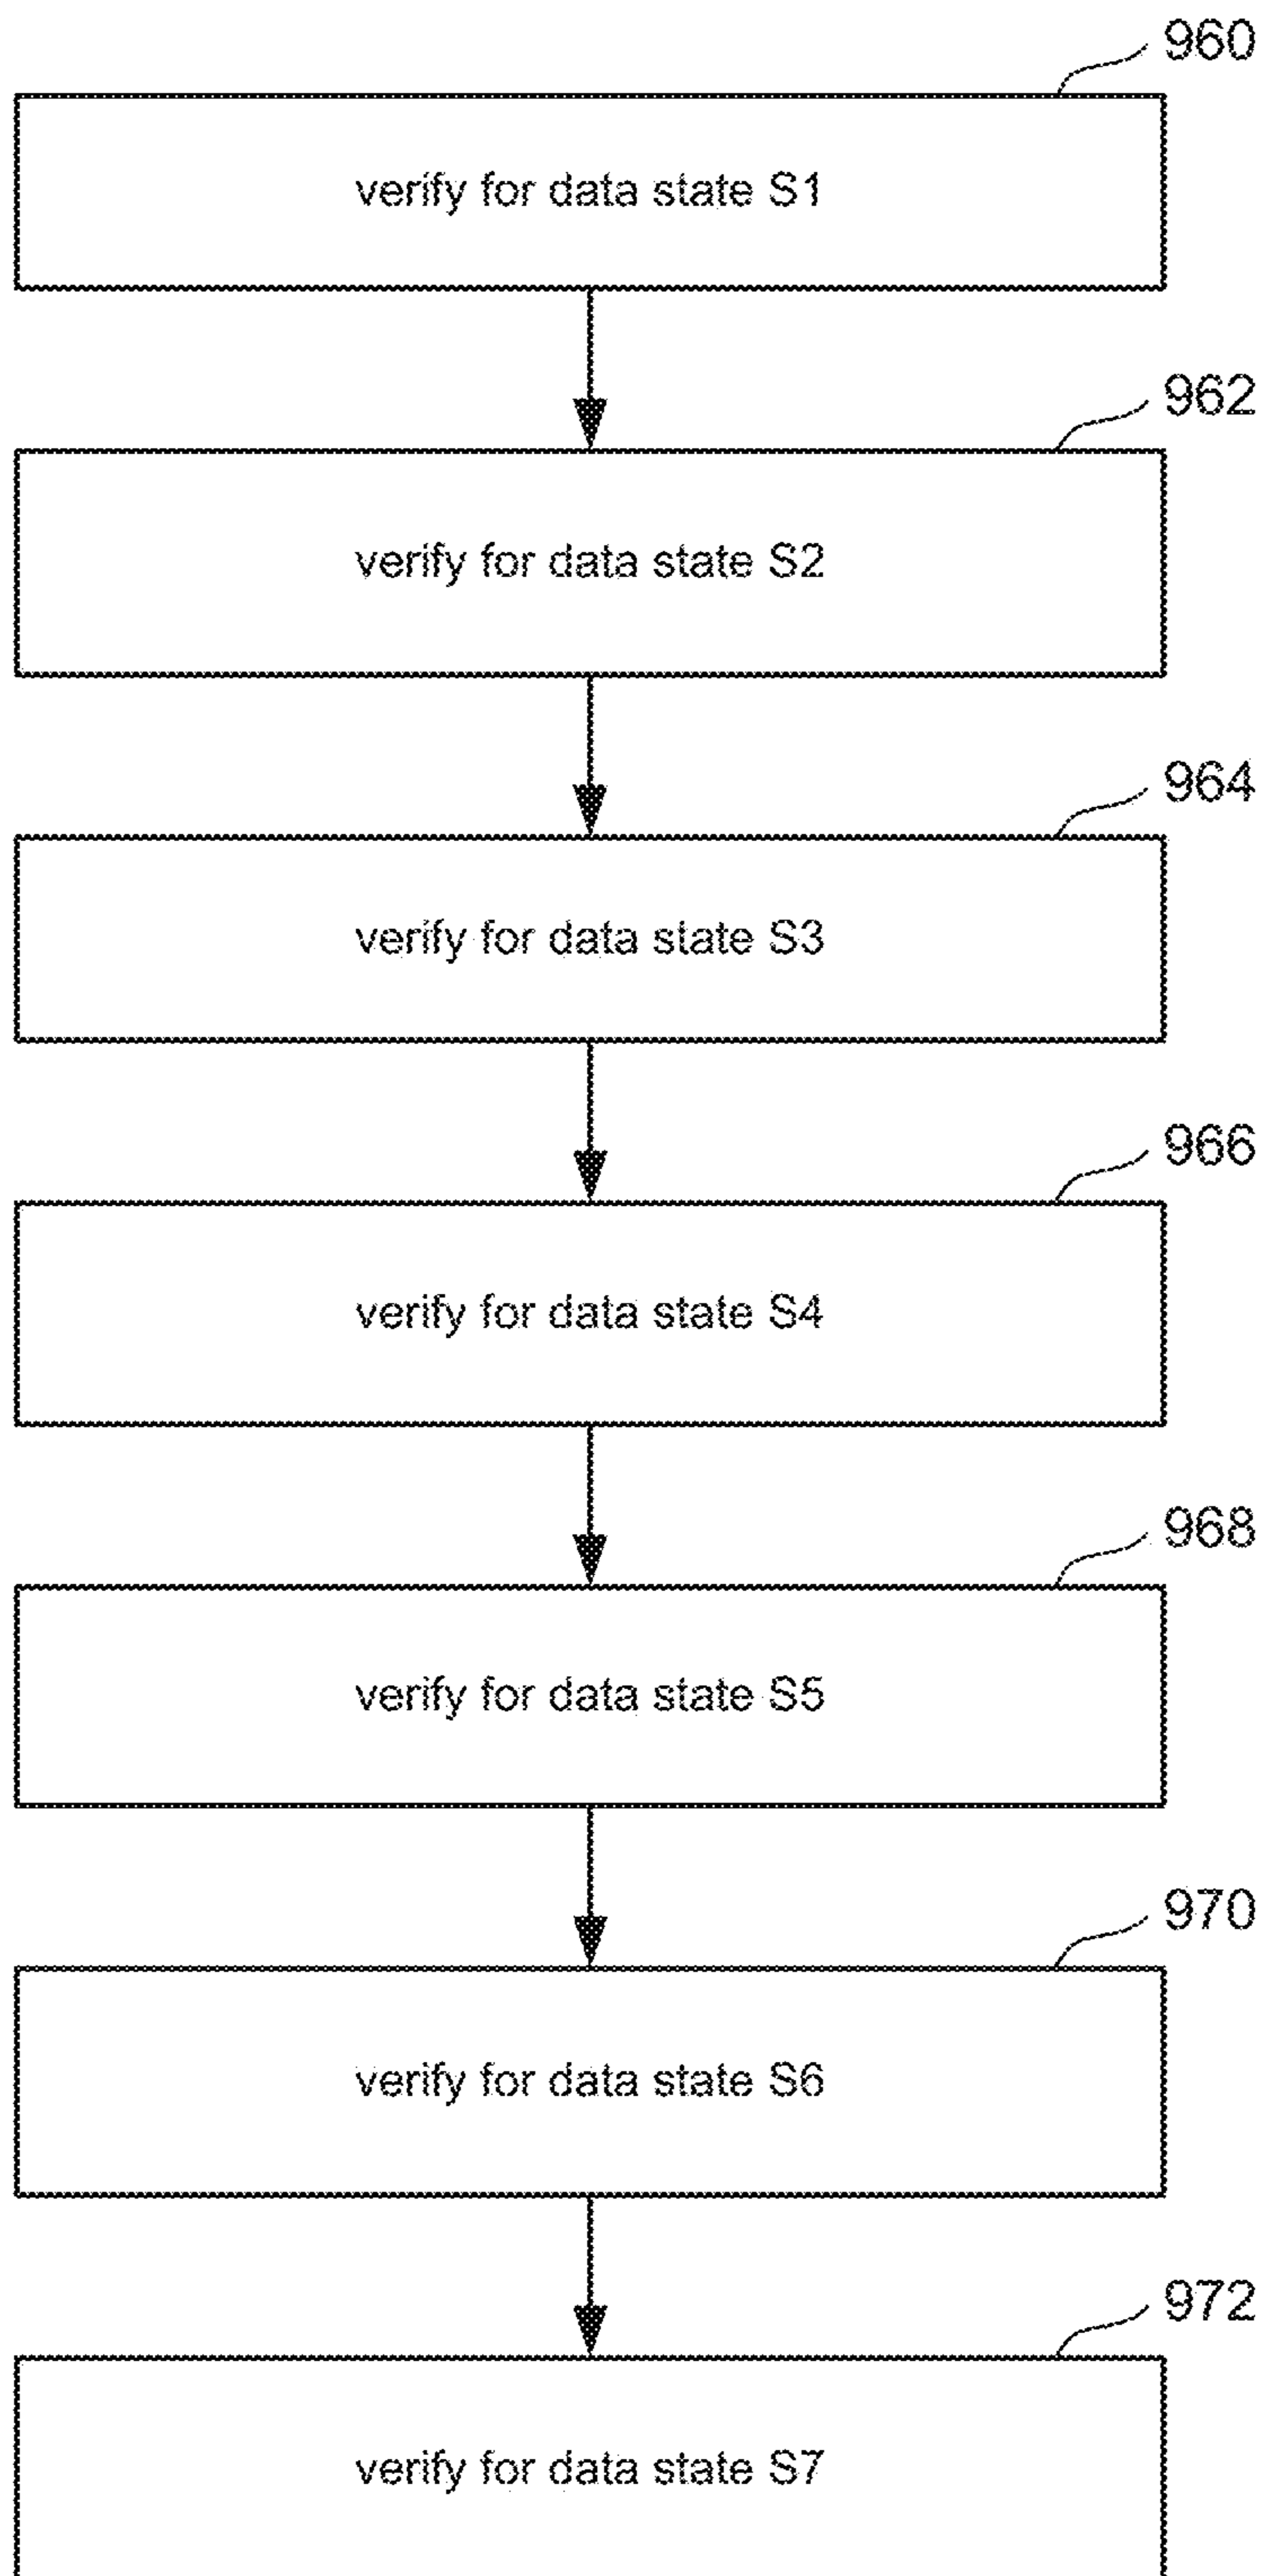 960
verify for data state S1
962
verify for data state S2
964
verify for data state S3
966
verify for data state S4
968
verify for data state S5
970
verify for data state S6
972
verify for data state S7